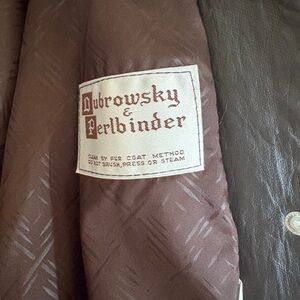 Dubrowsky
&
Perlbinder
CLEAN BY FUR COAT METHOD
DO NOT BRUSH, PRESS OR STEAM